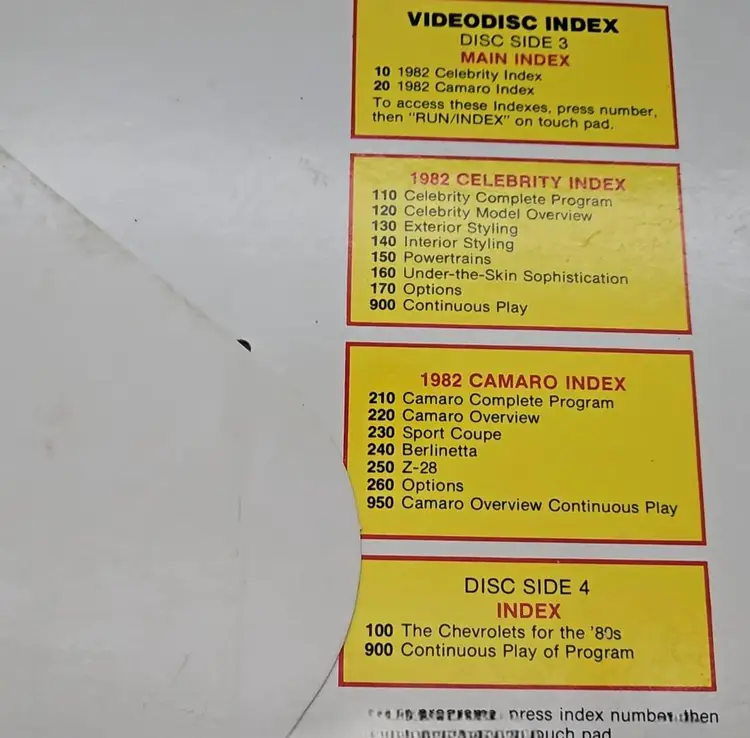 VIDEODISC INDEX
DISC SIDE 3
MAIN INDEX
10 1982 Celebrity Index
20 1982 Camaro Index
To access these Indexes, press number,
then "RUN/INDEX" on touch pad.
1982 CELEBRITY INDEX
110 Celebrity Complete Program
120 Celebrity Model Overview
130 Exterior Styling
140 Interior Styling
150 Powertrains
160 Under-the-Skin Sophistication
170 Options
900 Continuous Play
1982 CAMARO INDEX
210 Camaro Complete Program
220 Camaro Overview
230 Sport Coupe
240 Berlinetta
250 Z-28
260 Options
950 Camaro Overview Continuous Play
DISC SIDE 4
INDEX
100 The Chevrolets for the '80s
900 Continuous Play of Program
press index number then
touch pad